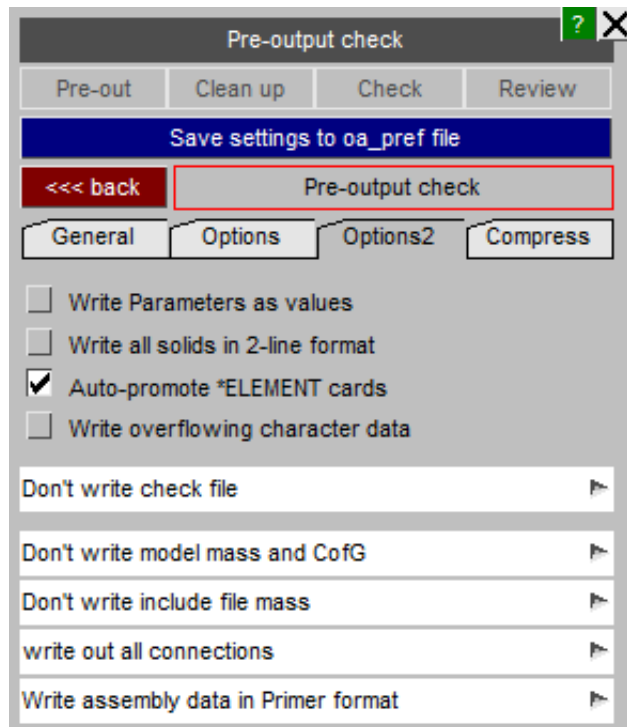 Pre-output check
?
Pre-out Clean up Check Review
Save settings to oa_pref file
<<< back Pre-output check
General Options Options2 Compress
Write Parameters as values
Write all solids in 2-line format
Auto-promote *ELEMENT cards
Write overflowing character data
Don't write check file
Don't write model mass and CofG
Don't write include file mass
write out all connections
Write assembly data in Primer format